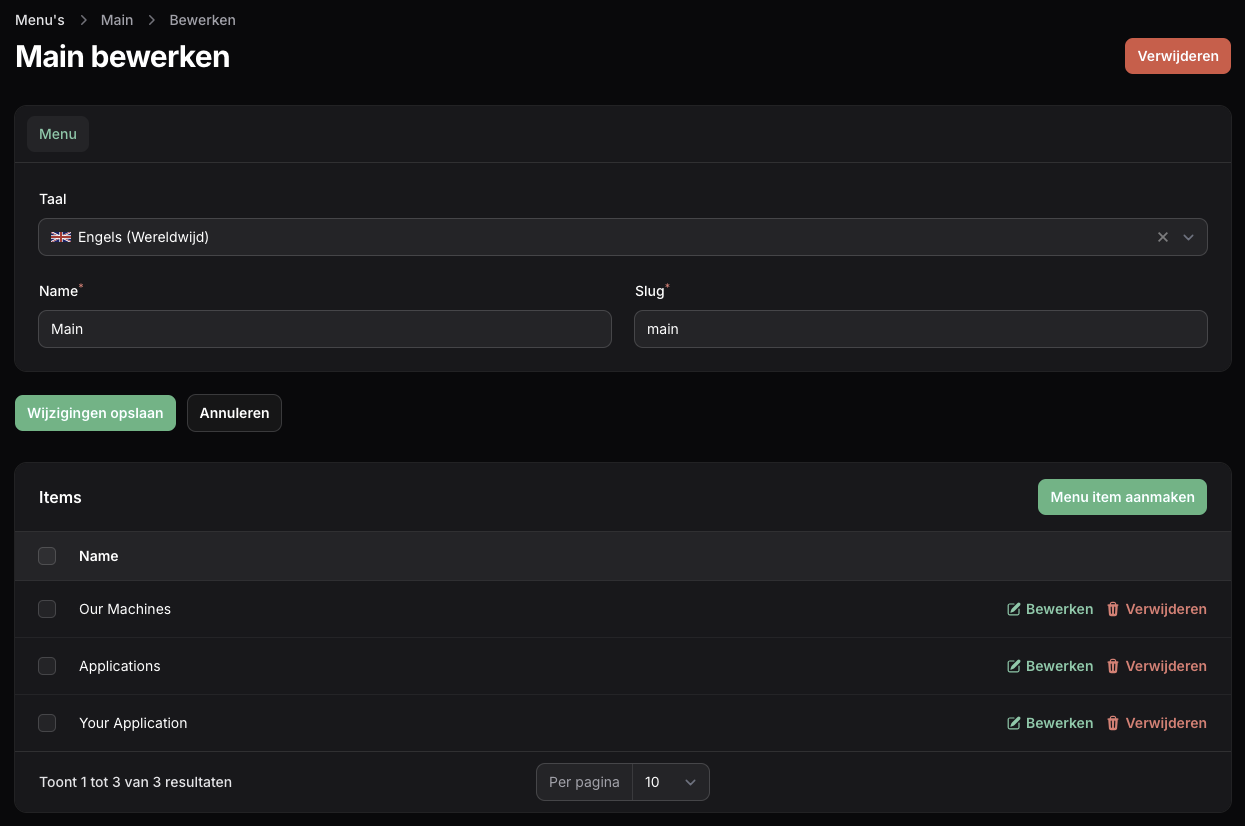 Menu's > Main > Bewerken
Main bewerken
Verwijderen
Menu
Taal
Engels (Wereldwijd)
Name*
Slug*
Main
main
Wijzigingen opslaan
Annuleren
Items
Menu item aanmaken
Name
Our Machines Bewerken Verwijderen
Applications Bewerken Verwijderen
Your Application Bewerken Verwijderen
Toont 1 tot 3 van 3 resultaten
Per pagina 10